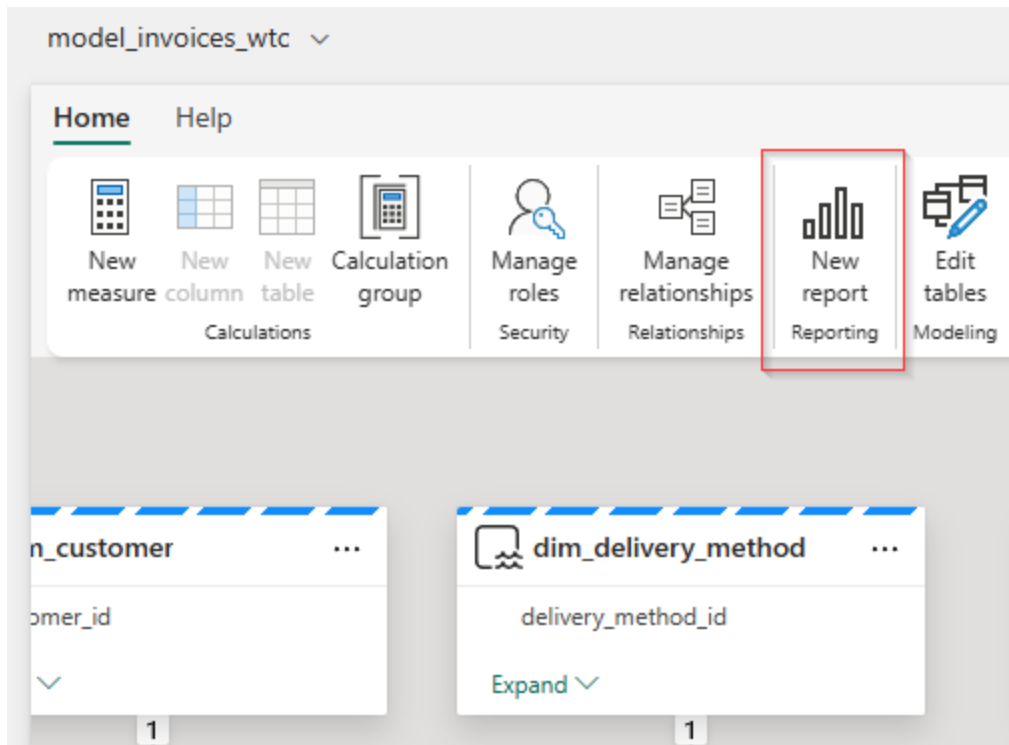 model_invoices_wtc
Home Help
New measure
New column
New table
Calculation group
Calculations
Manage roles
Security
Manage relationships
Relationships
New report
Reporting
Edit tables
Modeling
m_customer
omer_id
1
dim_delivery_method
delivery_method_id
Expand
1